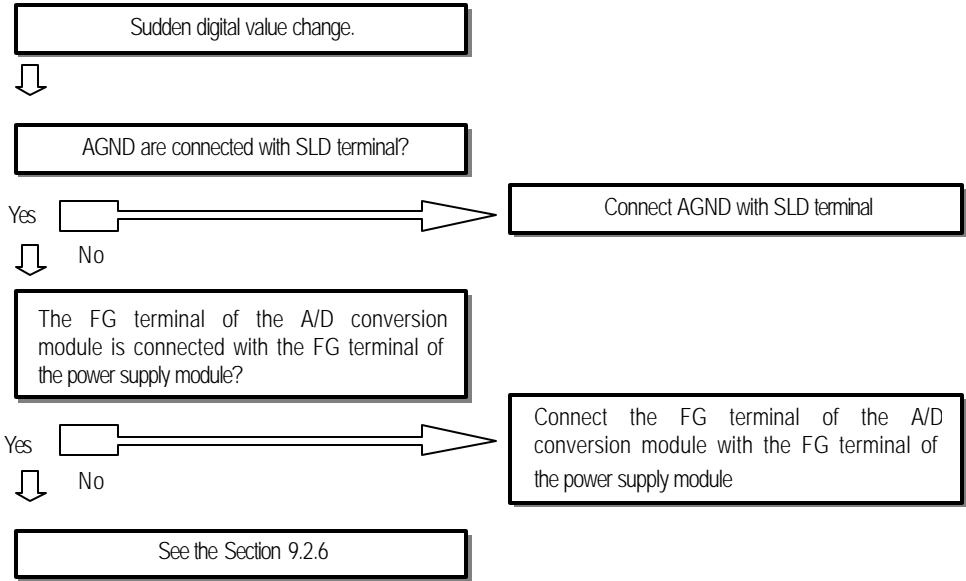 Sudden digital value change.
AGND are connected with SLD terminal?
Yes
Connect AGND with SLD terminal
No
The FG terminal of the A/D conversion
module is connected with the FG terminal of
the power supply module?
Yes
Connect the FG terminal of the A/D
conversion module with the FG terminal of
the power supply module
No
See the Section 9.2.6